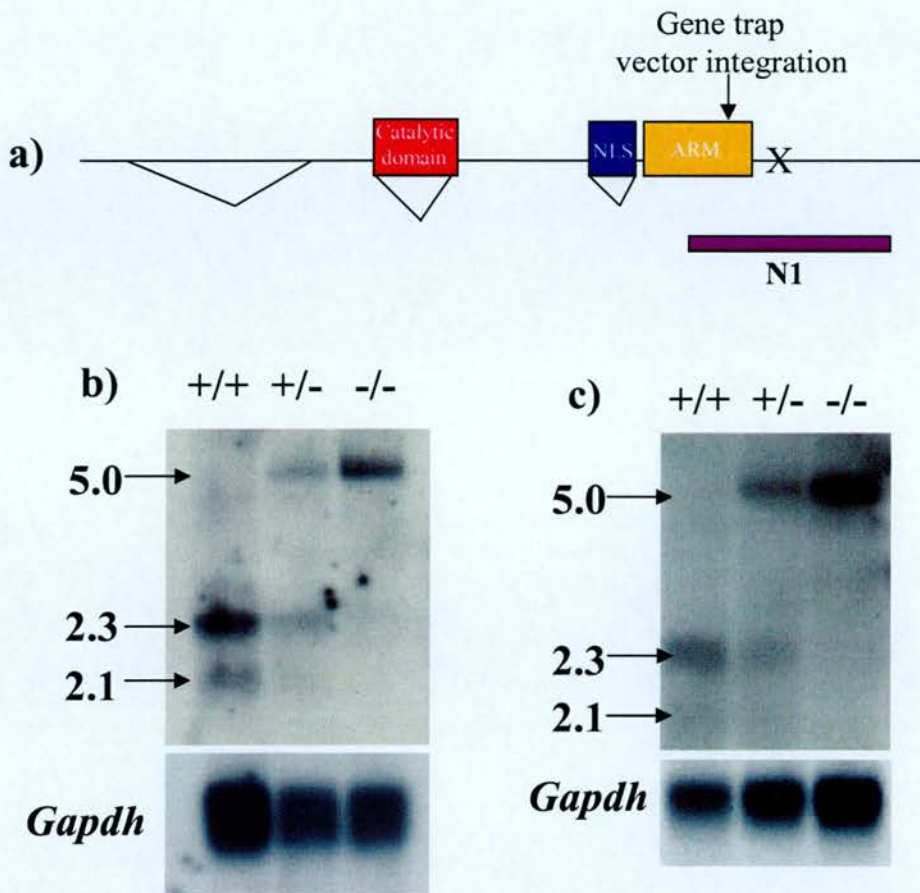 Gene trap
vector integration
a)
Catalytic
domain
NLS
ARM
X
N1
b)
+/+ +/- -/-
5.0
2.3
2.1
Gapdh
c)
+/+ +/- -/-
5.0
2.3
2.1
Gapdh